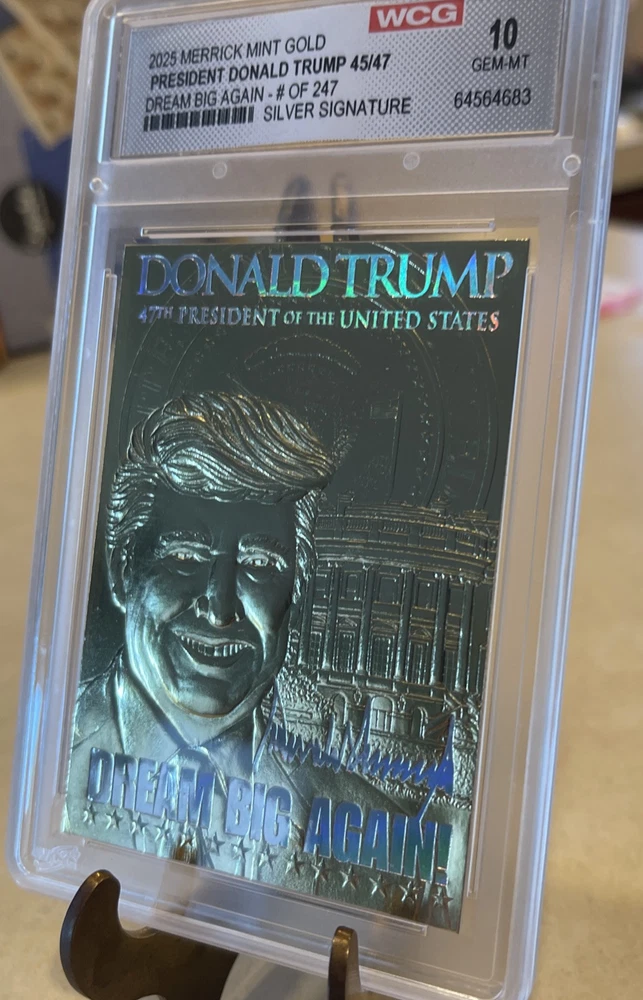 2025 MERRICK MINT GOLD
WCG
10
PRESIDENT DONALD TRUMP 45/47
GEM-MT
DREAM BIG AGAIN - # OF 247
SILVER SIGNATURE
64564683
DONALD TRUMP
47TH PRESIDENT OF THE UNITED STATES
DREAM BIG AGAIN!